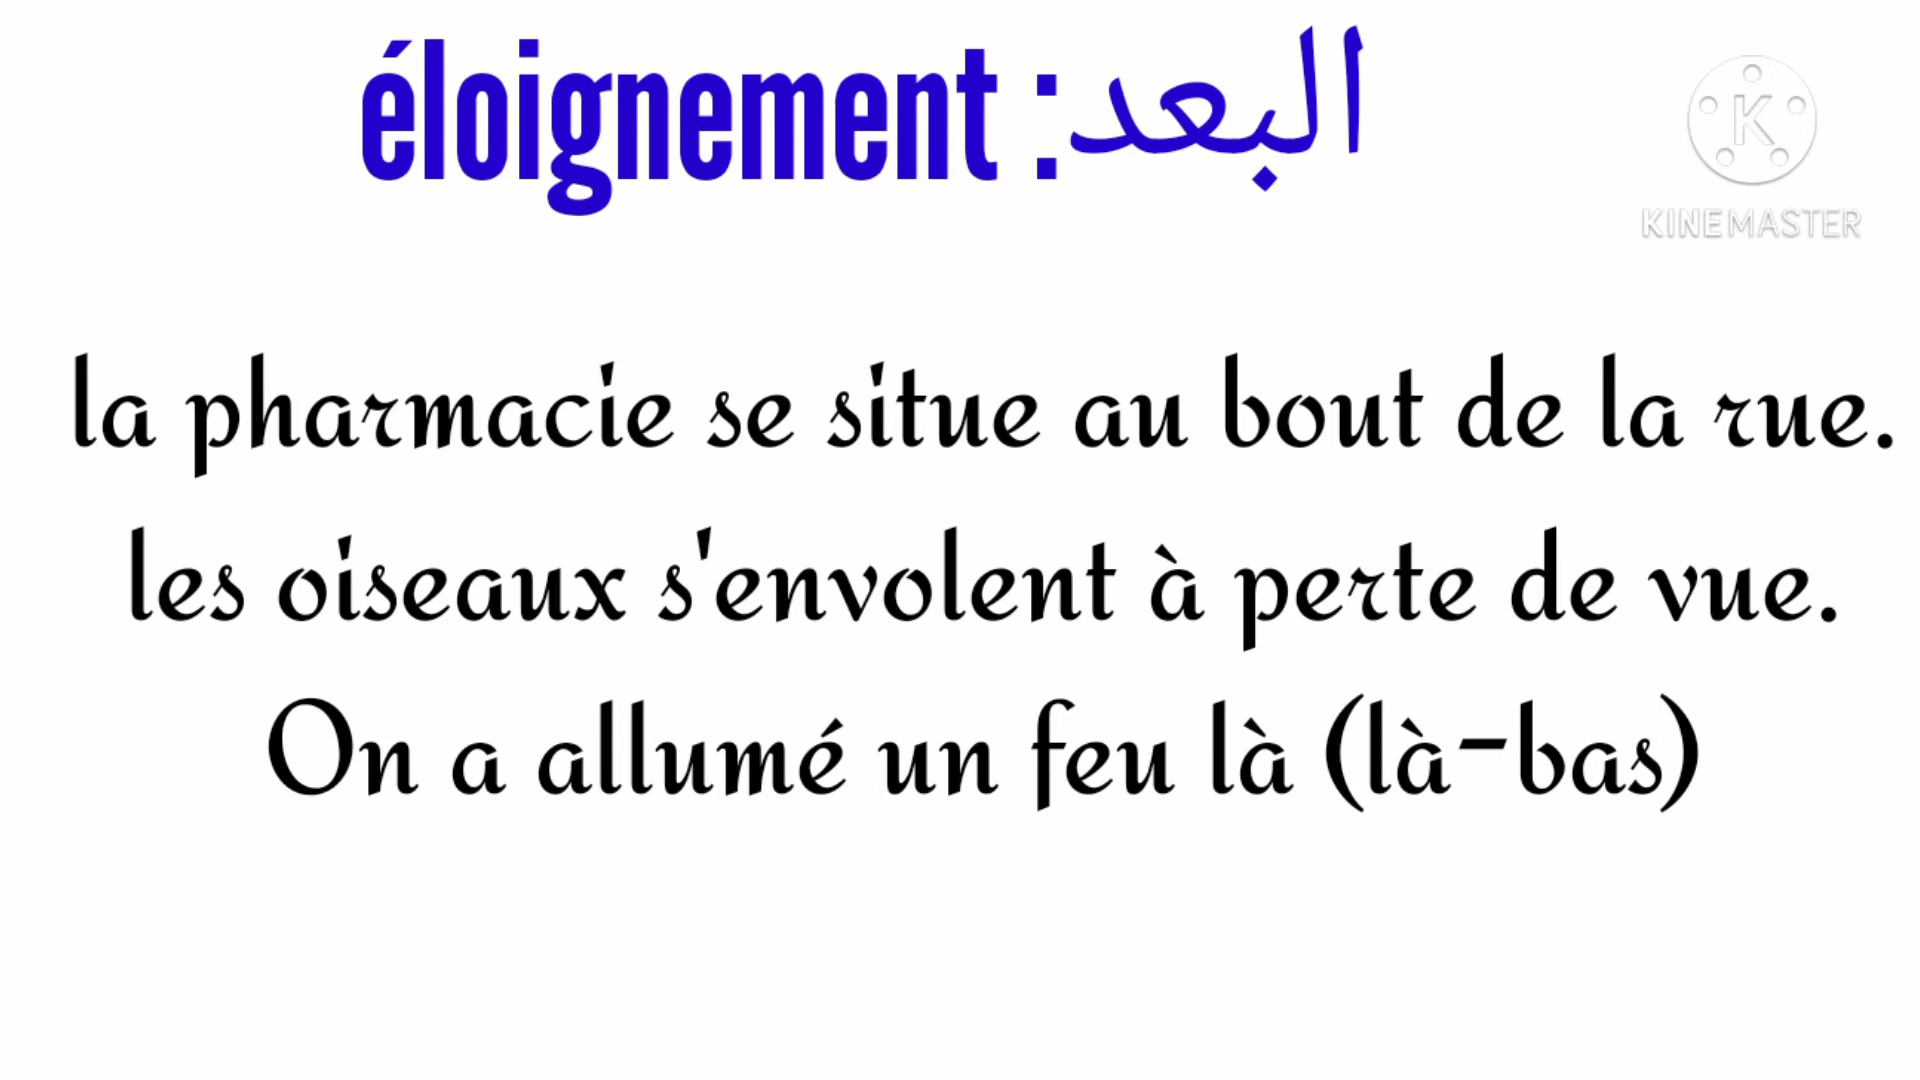 éloignement :البعد
K
KINEMASTER
la pharmacie se situe au bout de la rue.
les oiseaux s'envolent à perte de vue.
On a allumé un feu là (là-bas)